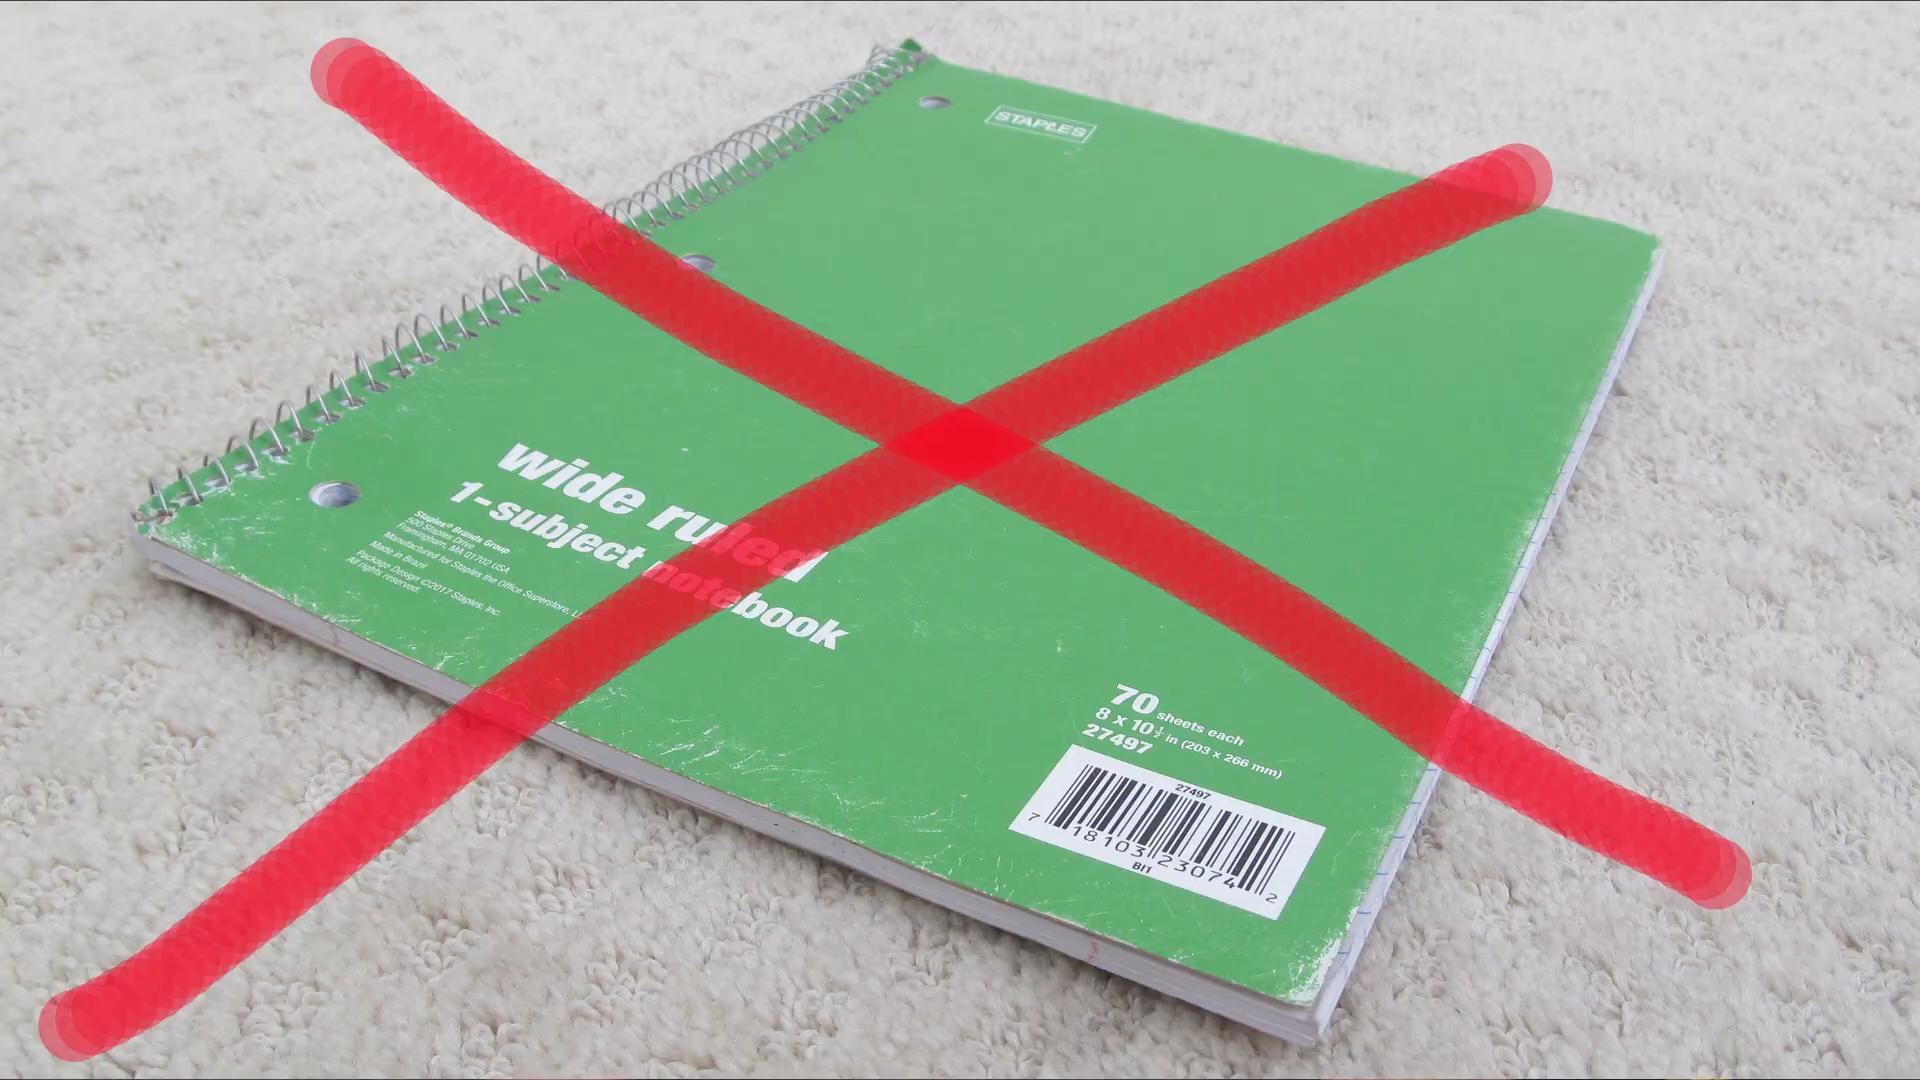 STAPLES
wide ruled
1-subject notebook
Staples® Brands Group
500 Staples Drive
Framingham, MA 01702 USA
Manufactured for Staples the Office Superstore,
Made in Brazil
Package Design ©2017 Staples, Inc.
All rights reserved.
70 sheets each
8 x 10½ in (203 x 266 mm)
27497
27497
7 18103 23074 2
BI1